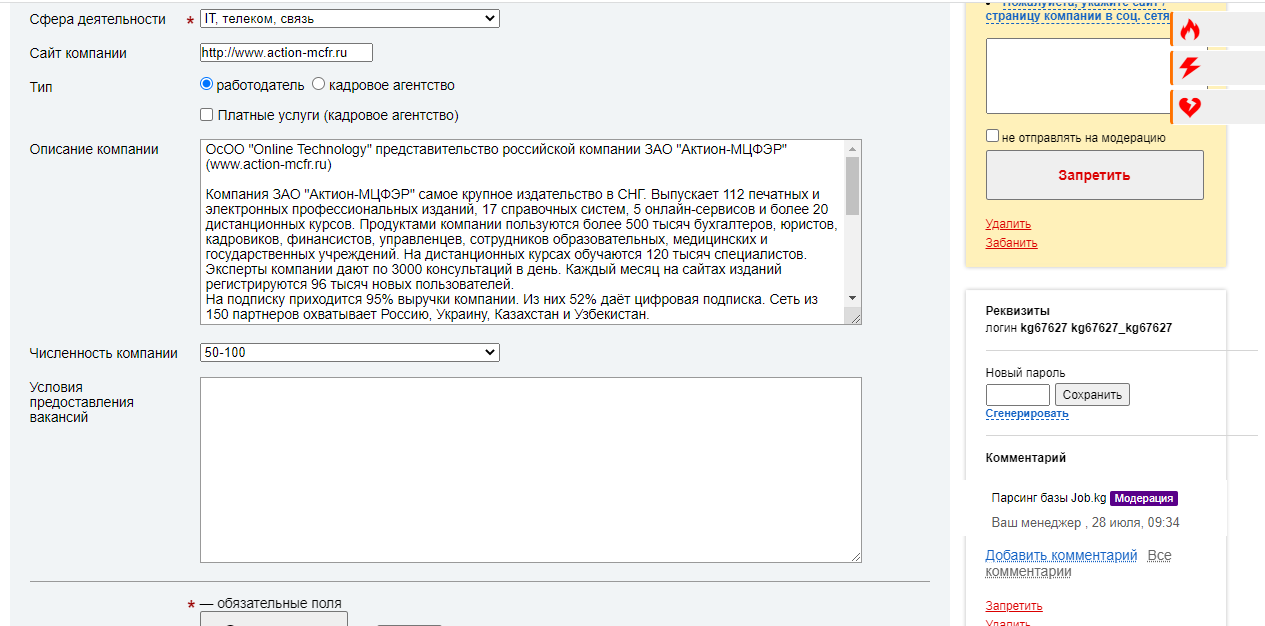 Сфера деятельности * IT, телеком, связь
Сайт компании http://www.action-mcfr.ru
Тип работодатель кадровое агентство
Платные услуги (кадровое агентство)
Описание компании
ОсОО "Online Technology" представительство российской компании ЗАО "Актион-МЦФЭР"
(www.action-mcfr.ru)
Компания ЗАО "Актион-МЦФЭР" самое крупное издательство в СНГ. Выпускает 112 печатных и
электронных профессиональных изданий, 17 справочных систем, 5 онлайн-сервисов и более 20
дистанционных курсов. Продуктами компании пользуются более 500 тысяч бухгалтеров, юристов,
кадровиков, финансистов, управленцев, сотрудников образовательных, медицинских и
государственных учреждений. На дистанционных курсах обучаются 120 тысяч специалистов.
Эксперты компании дают по 3000 консультаций в день. Каждый месяц на сайтах изданий
регистрируются 96 тысяч новых пользователей.
На подписку приходится 95% выручки компании. Из них 52% даёт цифровая подписка. Сеть из
150 партнеров охватывает Россию, Украину, Казахстан и Узбекистан.
Численность компании 50-100
Условия
предоставления
вакансий
* — обязательные поля
Пожалуйста, укажите сайт /
страницу компании в соц. сетя
не отправлять на модерацию
Запретить
Удалить
Забанить
Реквизиты
логин kg67627 kg67627_kg67627
Новый пароль
Сохранить
Сгенерировать
Комментарий
Парсинг базы Job.kg Модерация
Ваш менеджер , 28 июля, 09:34
Добавить комментарий Все
комментарии
Запретить
Удалить